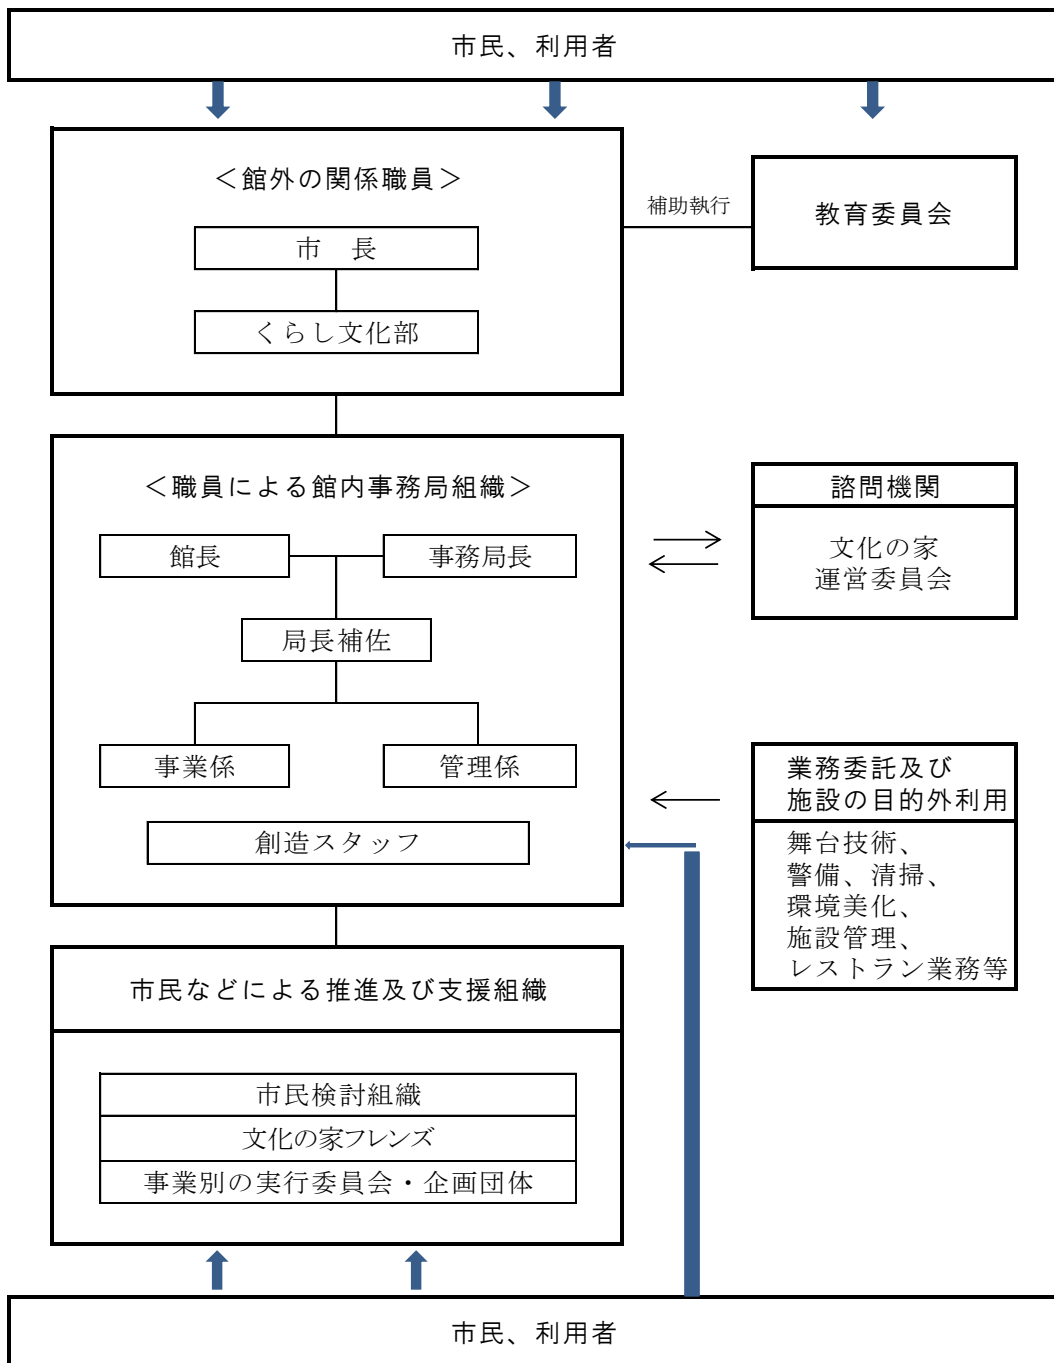 市民、利用者
＜館外の関係職員＞
市　長
くらし文化部
補助執行
教育委員会
＜職員による館内事務局組織＞
館長
事務局長
局長補佐
事業係
管理係
創造スタッフ
諮問機関
文化の家
運営委員会
業務委託及び
施設の目的外利用
舞台技術、
警備、清掃、
環境美化、
施設管理、
レストラン業務等
市民などによる推進及び支援組織
市民検討組織
文化の家フレンズ
事業別の実行委員会・企画団体
市民、利用者